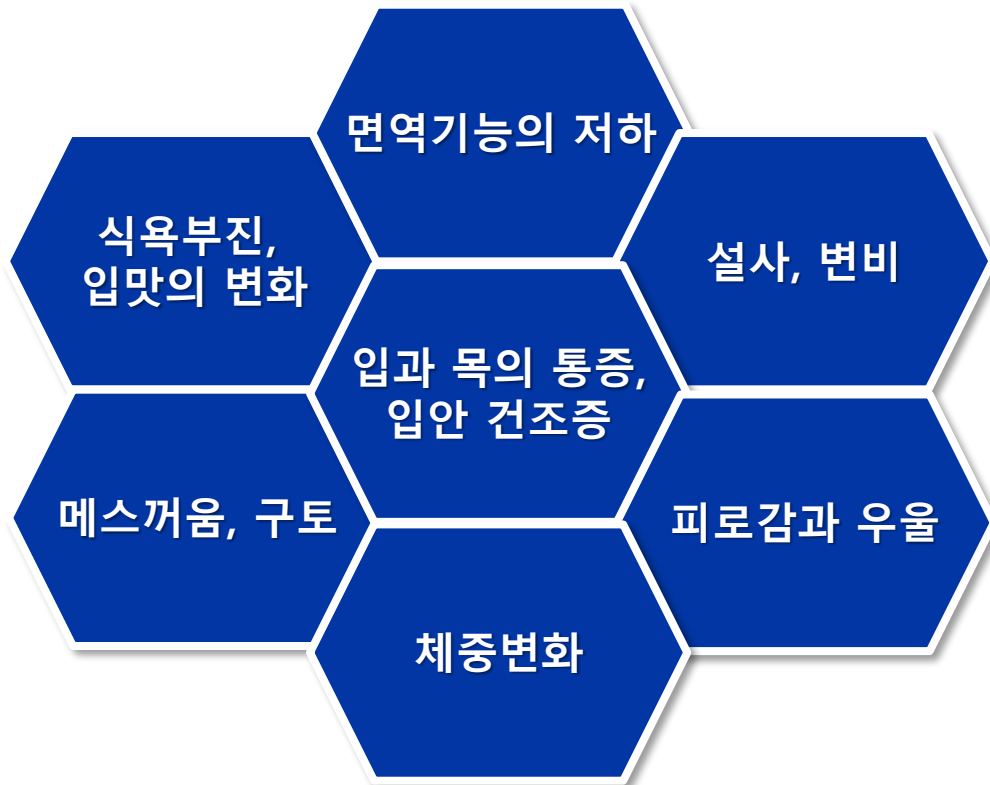 면역기능의 저하
식욕부진,
입맛의 변화
설사, 변비
입과 목의 통증,
입안 건조증
메스꺼움, 구토
피로감과 우울
체중변화